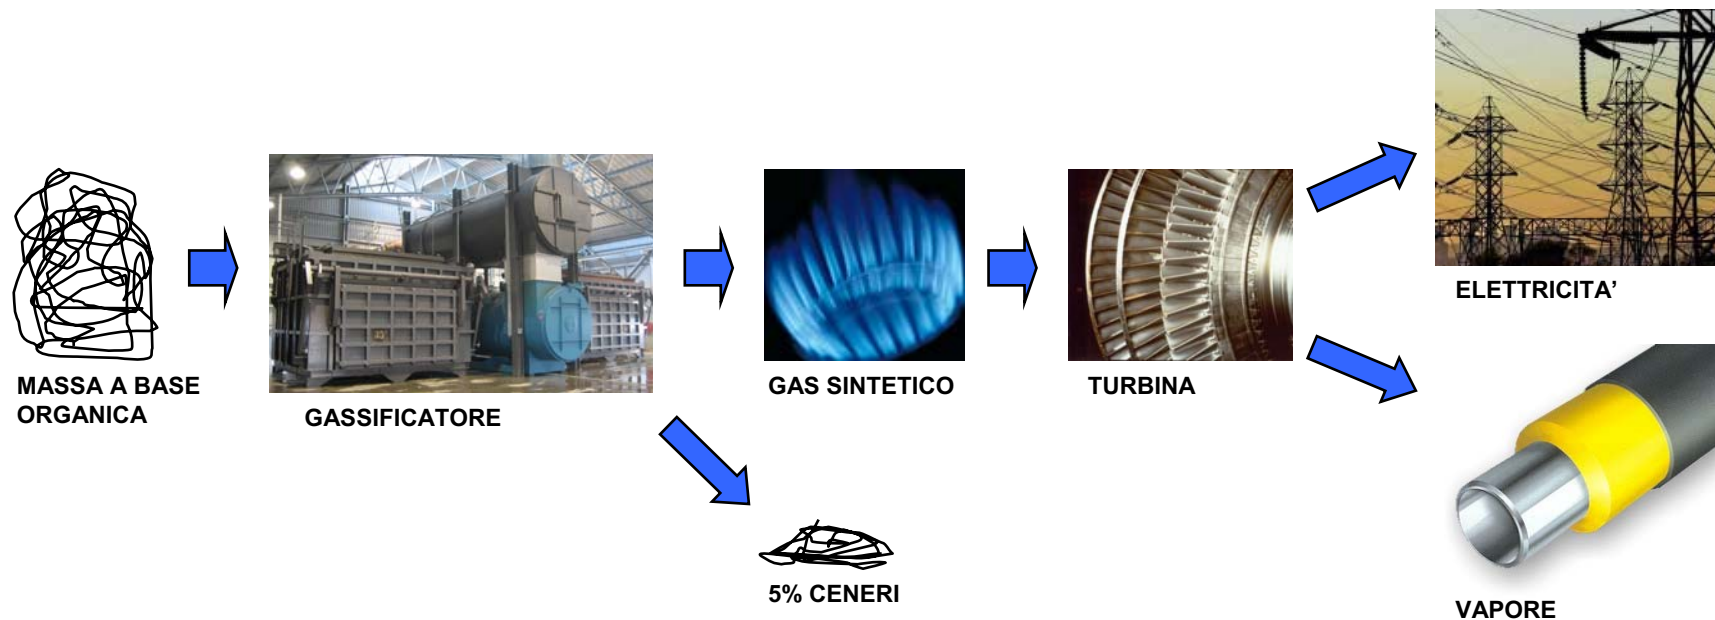 MASSA A BASE
ORGANICA
GASSIFICATORE
GAS SINTETICO
5% CENERI
TURBINA
ELETTRICITA’
VAPORE